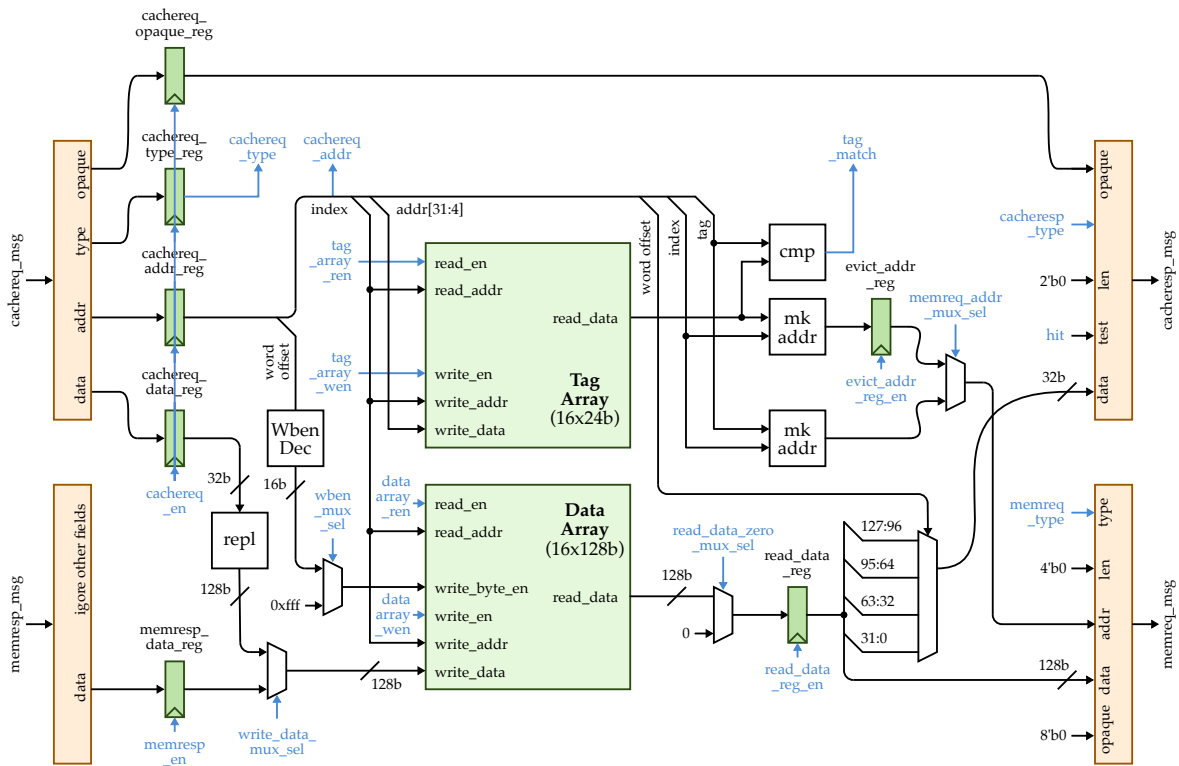 cachereq_
opaque_reg
cachereq_msg
opaque
type
addr
data
cachereq_
type_reg
cachereq
_type
cachereq_
addr_reg
cachereq_
data_reg
cachereq
_en
cachereq
_addr
index
addr[31:4]
word
offset
Wben
Dec
32b
16b
repl
128b
wben
_mux
_sel
0xfff
memresp_msg
igore other fields
data
memresp_
data_reg
memresp
_en
write_data_
mux_sel
128b
tag
_array
_ren
tag
_array
_wen
read_en
read_addr
read_data
write_en
write_addr
write_data
Tag
Array
(16x24b)
data
array
_ren
data
array
_wen
read_en
read_addr
write_byte_en
write_en
write_addr
write_data
read_data
Data
Array
(16x128b)
word offset
index
tag
cmp
tag
_match
mk
addr
evict_addr
_reg
evict_addr
_reg_en
memreq_addr
_mux_sel
mk
addr
read_data_zero
_mux_sel
128b
0
read_data
_reg
read_data
_reg_en
127:96
95:64
63:32
31:0
cacheresp
_type
2'b0
hit
32b
opaque
len
test
data
cacheresp_msg
memreq
_type
4'b0
128b
8'b0
type
len
addr
data
opaque
memreq_msg